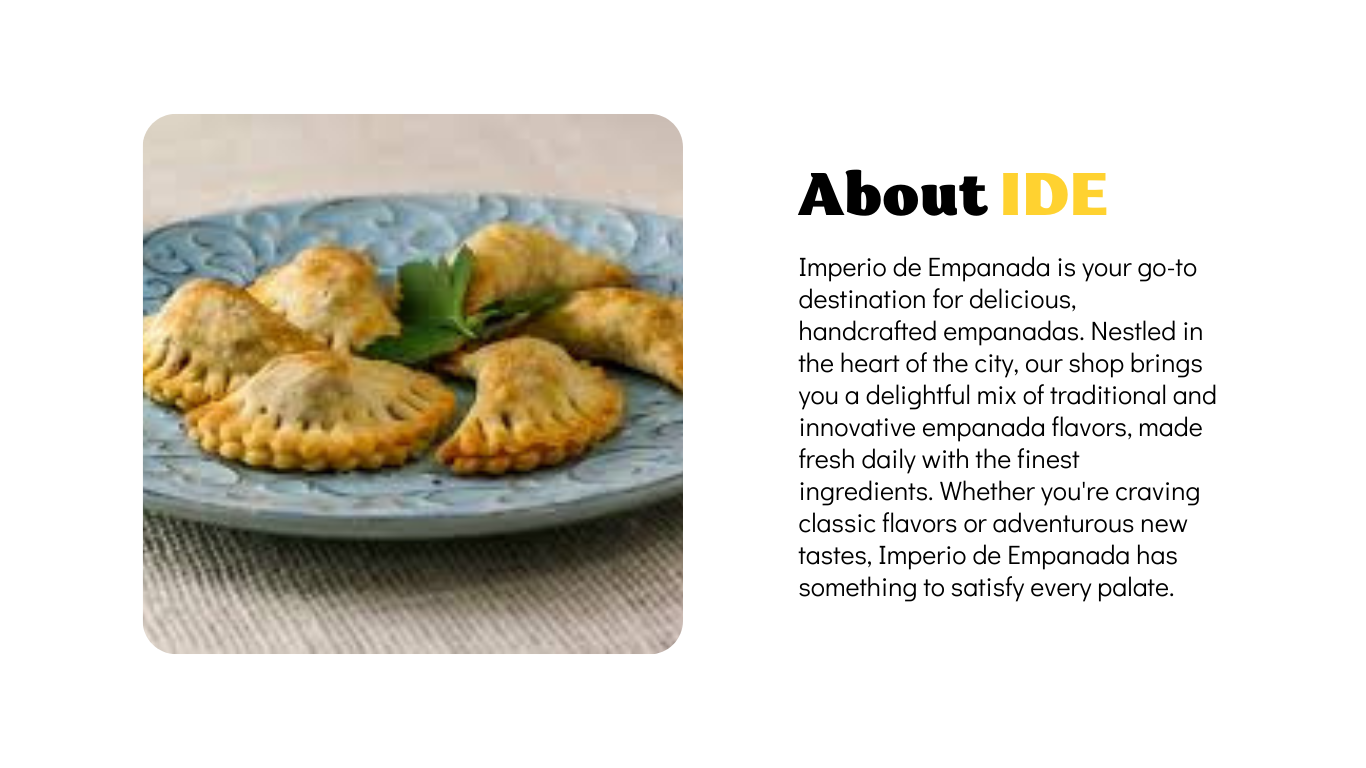 About IDE
Imperio de Empanada is your go-to
destination for delicious,
handcrafted empanadas. Nestled in
the heart of the city, our shop brings
you a delightful mix of traditional and
innovative empanada flavors, made
fresh daily with the finest
ingredients. Whether you're craving
classic flavors or adventurous new
tastes, Imperio de Empanada has
something to satisfy every palate.